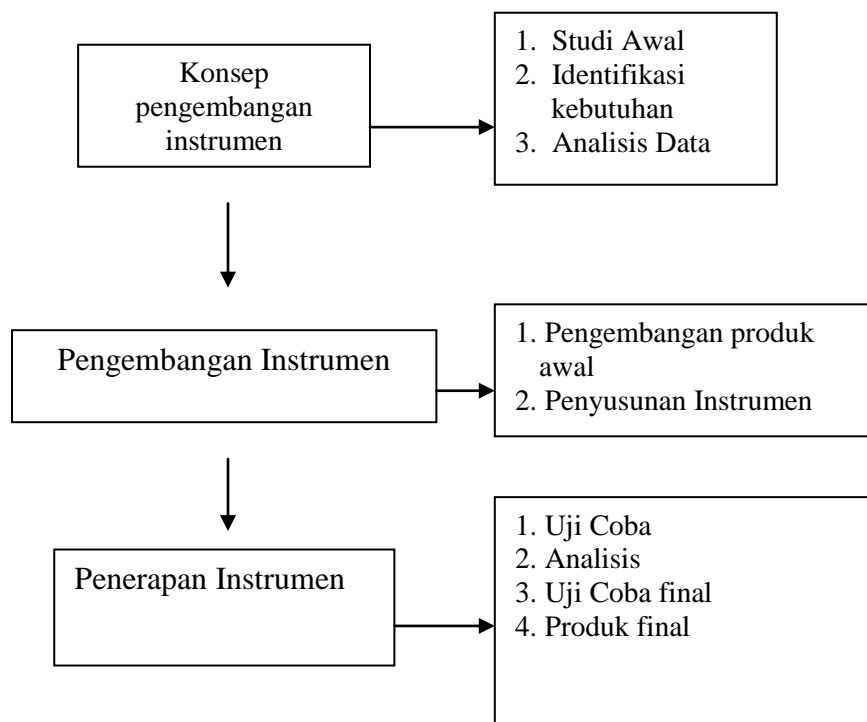 Konsep
pengembangan
instrumen
1. Studi Awal
2. Identifikasi
kebutuhan
3. Analisis Data
Pengembangan Instrumen
1. Pengembangan produk
awal
2. Penyusunan Instrumen
Penerapan Instrumen
1. Uji Coba
2. Analisis
3. Uji Coba final
4. Produk final